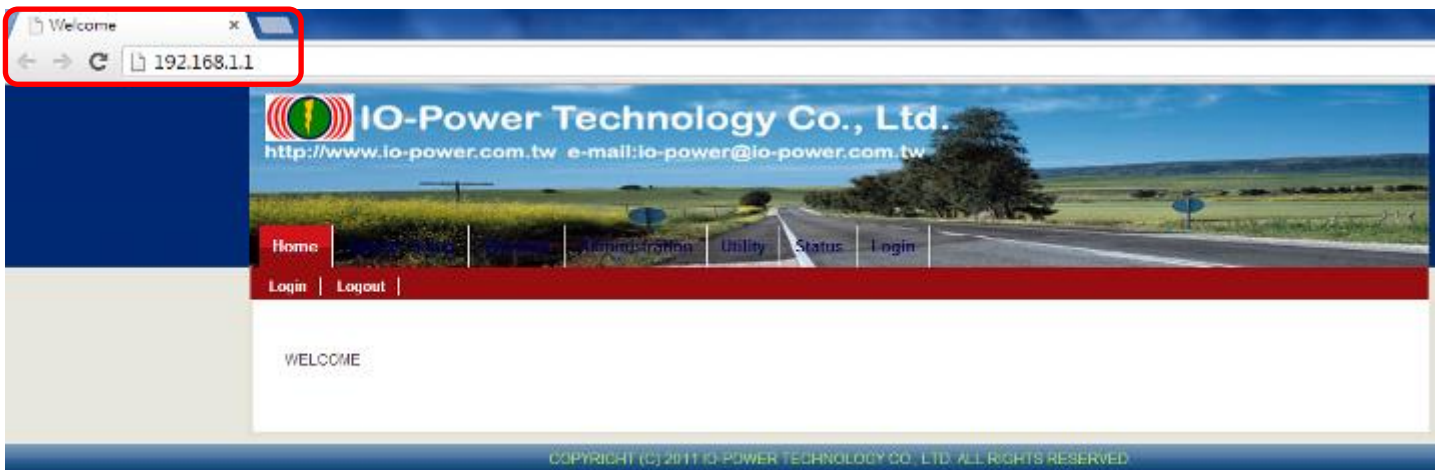 Welcome ×
192.168.1.1
IO-Power Technology Co., Ltd.
http://www.io-power.com.tw e-mail:io-power@io-power.com.tw
Home Administration Utility Status Login
Login | Logout |
WELCOME
COPYRIGHT (C) 2011 IO-POWER TECHNOLOGY CO., LTD. ALL RIGHTS RESERVED.